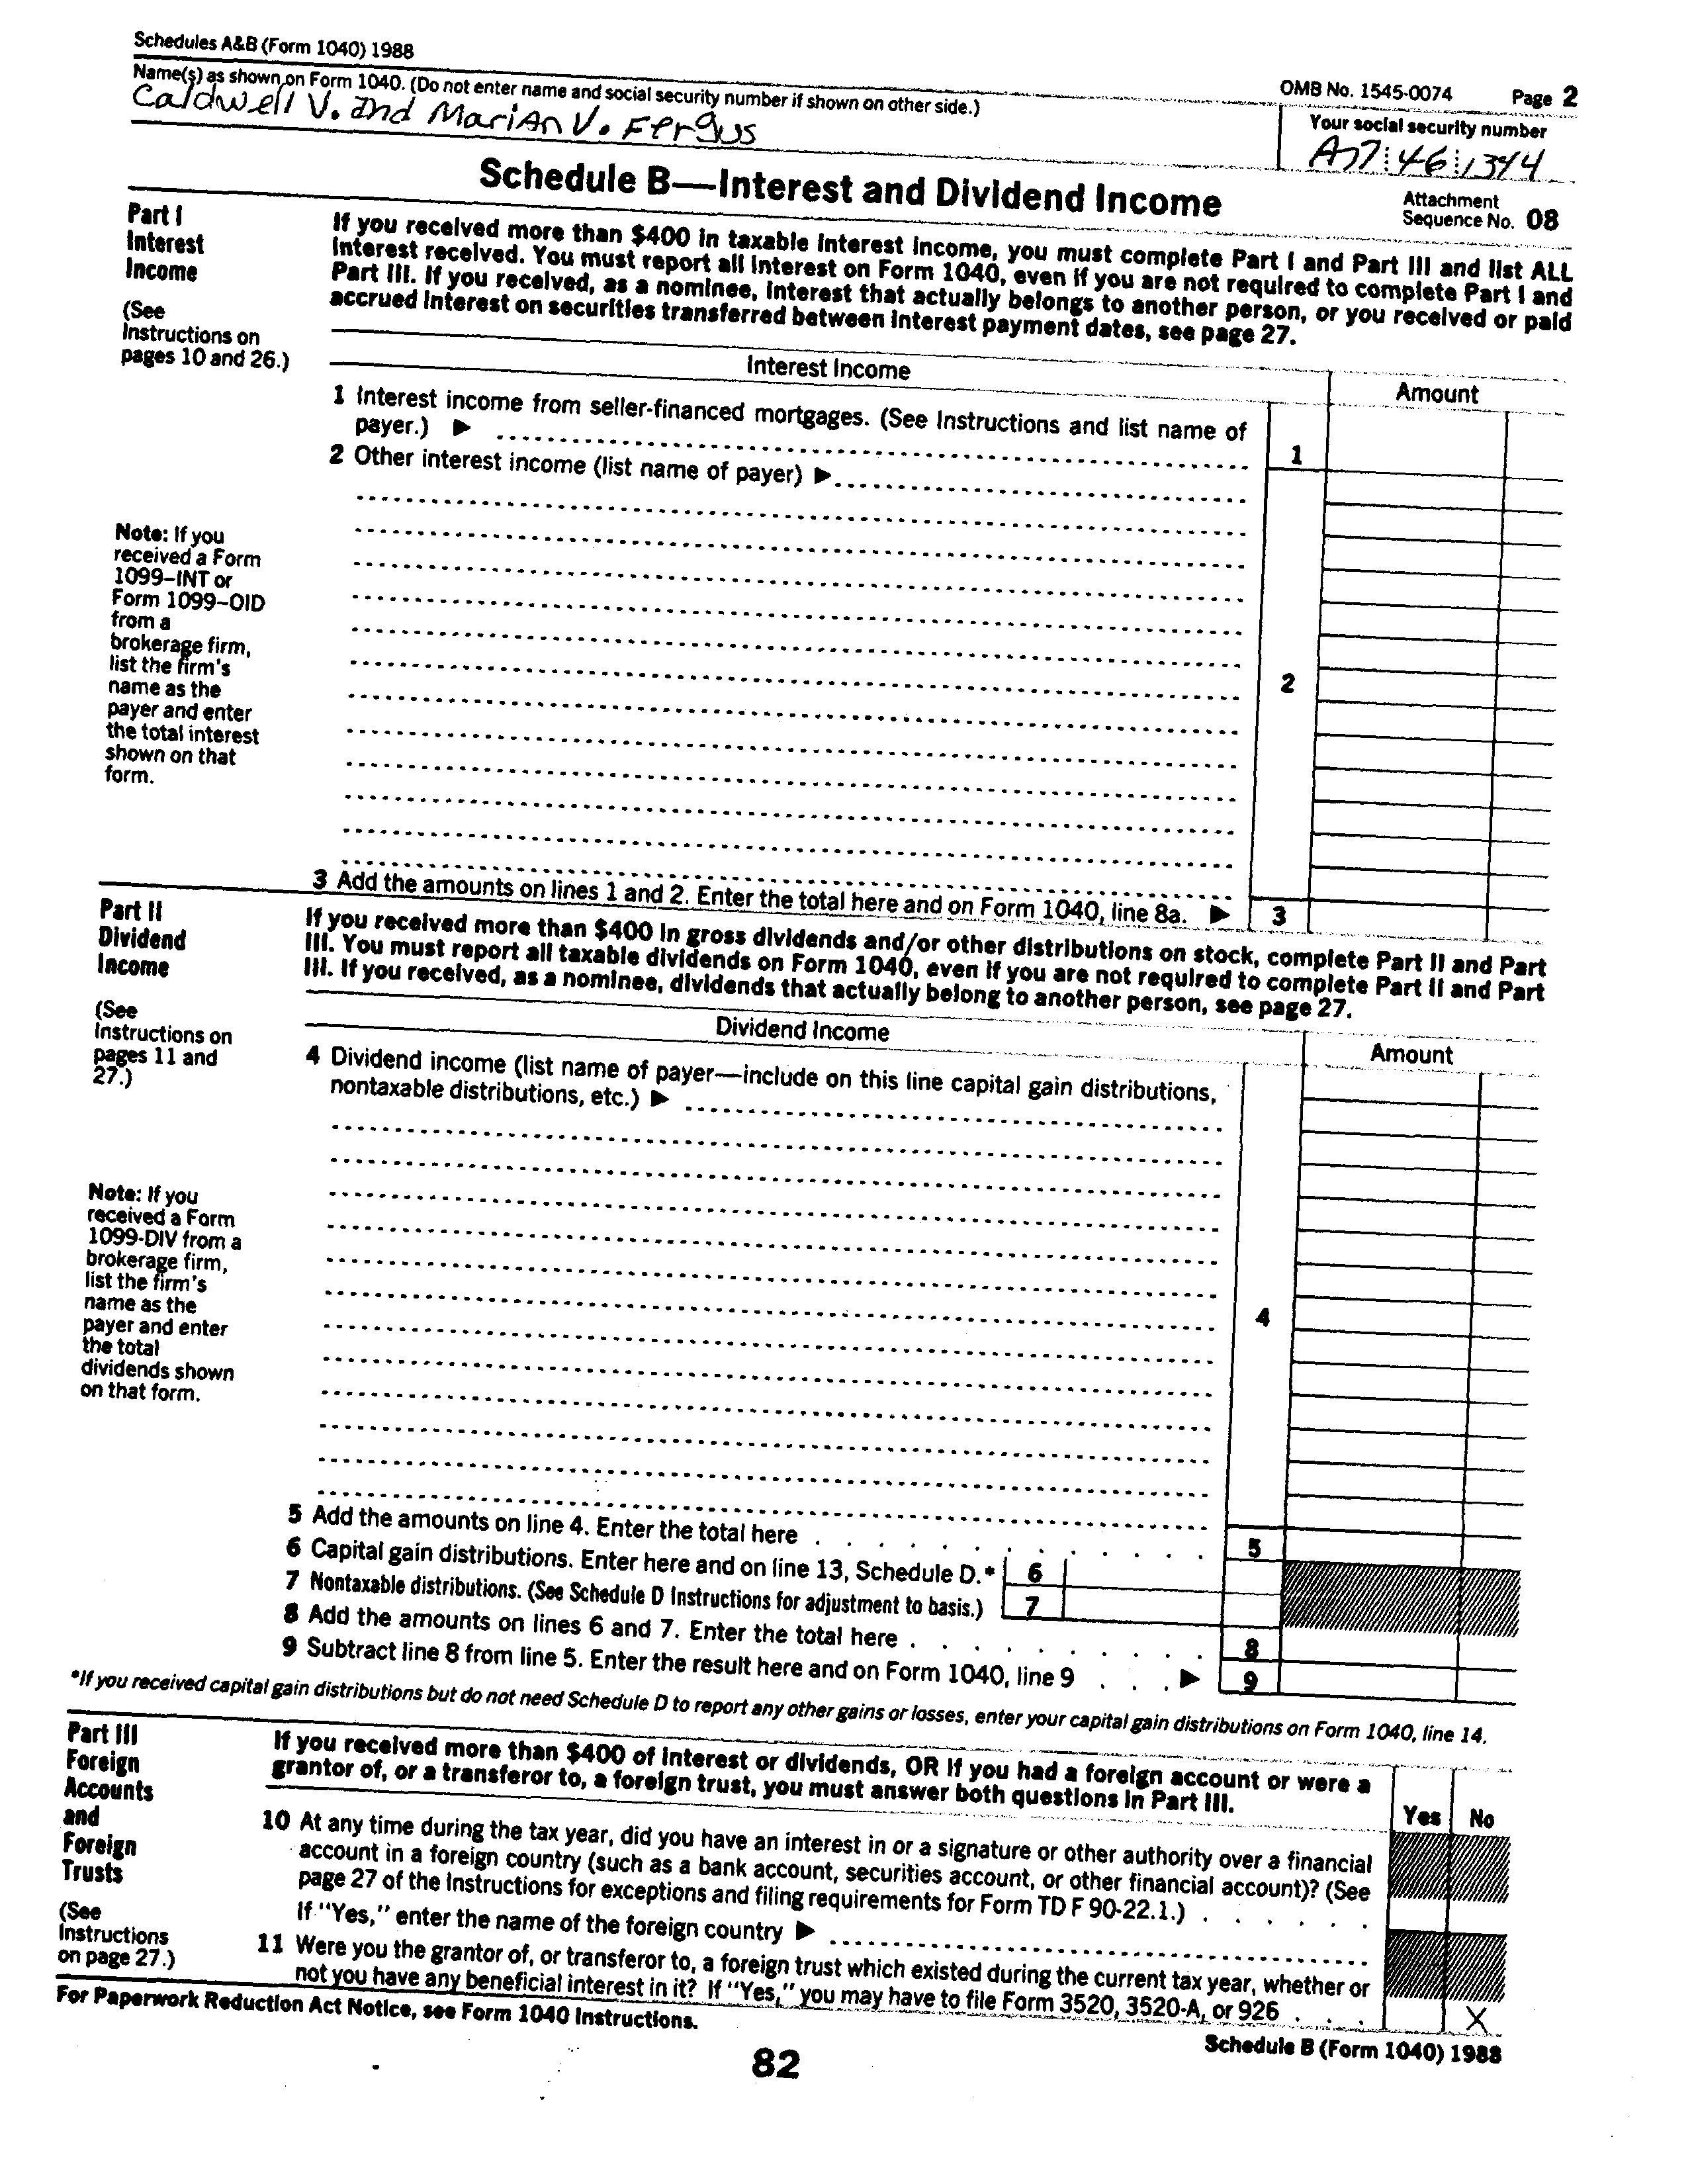 Schedules A&B (Form 1040) 1988
OMB No. 1545-0074 Page 2
Name(s) as shown on Form 1040. (Do not enter name and social security number if shown on other side.)
Your social security number
Caldwell V. and Marian V. Fergus
46 1344
Schedule B—Interest and Dividend Income
Attachment
Sequence No. 08
Part I
Interest
Income
(See
Instructions on
pages 10 and 26.)
If you received more than $400 in taxable interest income, you must complete Part I and Part III and list ALL
interest received. You must report all interest on Form 1040, even if you are not required to complete Part I and
Part III. If you received, as a nominee, interest that actually belongs to another person, or you received or paid
accrued interest on securities transferred between interest payment dates, see page 27.
Interest Income
Amount
1 Interest income from seller-financed mortgages. (See Instructions and list name of
payer.) ▶
1
2 Other interest income (list name of payer) ▶
Note: If you
received a Form
1099–INT or
Form 1099–OID
from a
brokerage firm,
list the firm's
name as the
payer and enter
the total interest
shown on that
form.
2
3 Add the amounts on lines 1 and 2. Enter the total here and on Form 1040, line 8a. ▶ 3
Part II
Dividend
Income
(See
Instructions on
pages 11 and
27.)
If you received more than $400 in gross dividends and/or other distributions on stock, complete Part II and Part
III. You must report all taxable dividends on Form 1040, even if you are not required to complete Part II and Part
III. If you received, as a nominee, dividends that actually belong to another person, see page 27.
Dividend Income
Amount
4 Dividend income (list name of payer—include on this line capital gain distributions,
nontaxable distributions, etc.) ▶
Note: If you
received a Form
1099-DIV from a
brokerage firm,
list the firm's
name as the
payer and enter
the total
dividends shown
on that form.
4
5 Add the amounts on line 4. Enter the total here . . . . . . . . . . . . 5
6 Capital gain distributions. Enter here and on line 13, Schedule D.* 6
7 Nontaxable distributions. (See Schedule D Instructions for adjustment to basis.) 7
8 Add the amounts on lines 6 and 7. Enter the total here . . . . . . . . . 8
9 Subtract line 8 from line 5. Enter the result here and on Form 1040, line 9 . . . ▶ 9
*If you received capital gain distributions but do not need Schedule D to report any other gains or losses, enter your capital gain distributions on Form 1040, line 14.
Part III
Foreign
Accounts
and
Foreign
Trusts
(See
Instructions
on page 27.)
If you received more than $400 of interest or dividends, OR if you had a foreign account or were a
grantor of, or a transferor to, a foreign trust, you must answer both questions in Part III.
Yes No
10 At any time during the tax year, did you have an interest in or a signature or other authority over a financial
account in a foreign country (such as a bank account, securities account, or other financial account)? (See
page 27 of the Instructions for exceptions and filing requirements for Form TD F 90-22.1.) . . . . . .
If "Yes," enter the name of the foreign country ▶
11 Were you the grantor of, or transferor to, a foreign trust which existed during the current tax year, whether or
not you have any beneficial interest in it? If "Yes," you may have to file Form 3520, 3520-A, or 926 . . . X
For Paperwork Reduction Act Notice, see Form 1040 Instructions.
Schedule B (Form 1040) 1988
82